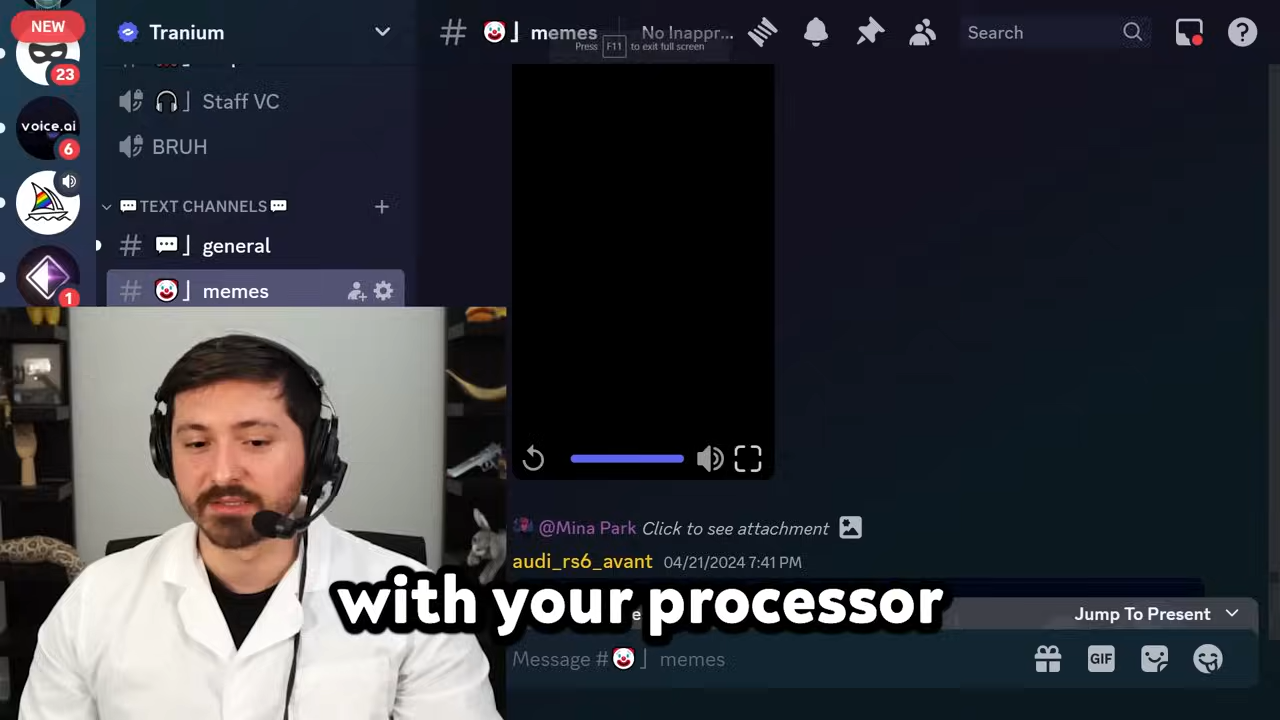 NEW
23
voice.ai
6
1
Tranium
Staff VC
BRUH
TEXT CHANNELS
general
memes
memes
No Inappr...
Press F11 to exit full screen
Search
@Mina Park Click to see attachment
audi_rs6_avant 04/21/2024 7:41 PM
Jump To Present
Message # memes
GIF
with your processor